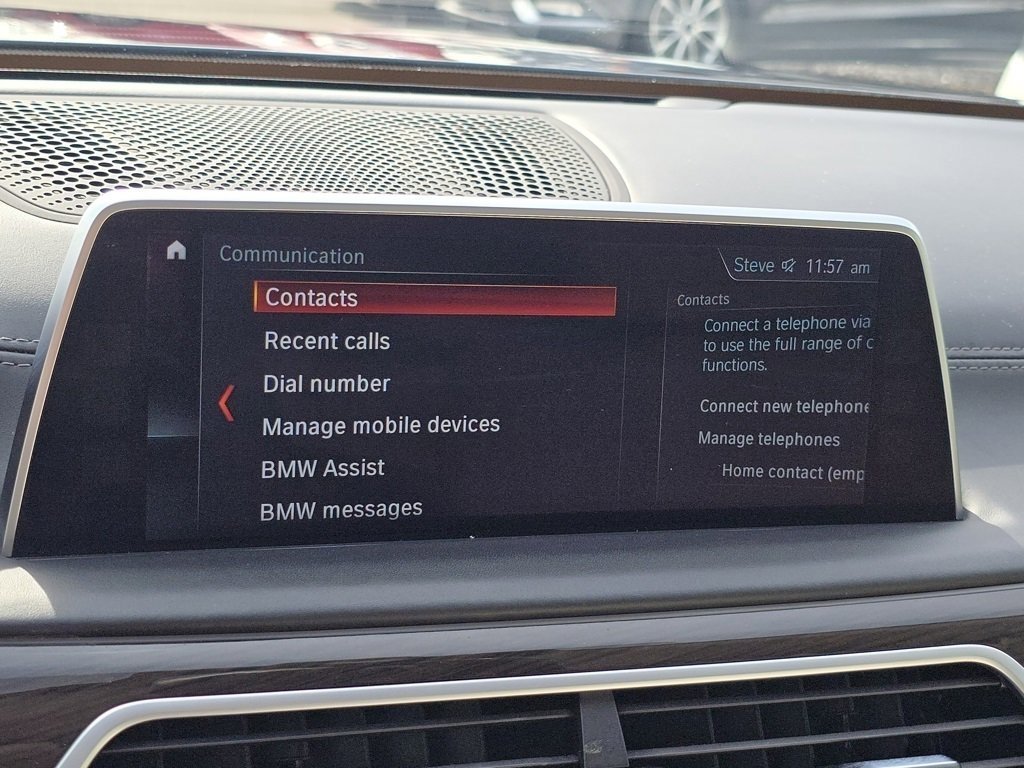 Communication
Steve 11:57 am
Contacts
Recent calls
Dial number
Manage mobile devices
BMW Assist
BMW messages
Contacts
Connect a telephone via
to use the full range of c
functions.
Connect new telephone
Manage telephones
Home contact (emp